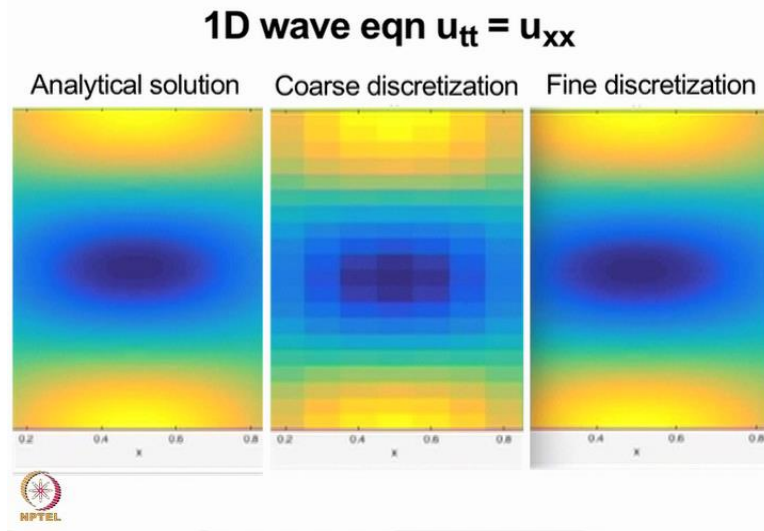 1D wave eqn u_tt = u_xx
Analytical solution
Coarse discretization
Fine discretization
0.2 0.4 0.6 0.8
x
0.2 0.4 0.6 0.8
x
0.4 0.6 0.8
x
NPTEL